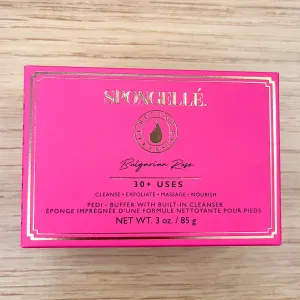 SPONGELLÉ.
Bulgarian Rose
30+ USES
CLEANSE • EXFOLIATE • MASSAGE • NOURISH
PEDI - BUFFER WITH BUILT-IN CLEANSER
ÉPONGE IMPRÉGNÉE D'UNE FORMULE NETTOYANTE POUR PIEDS
NET WT. 3 oz. / 85 g